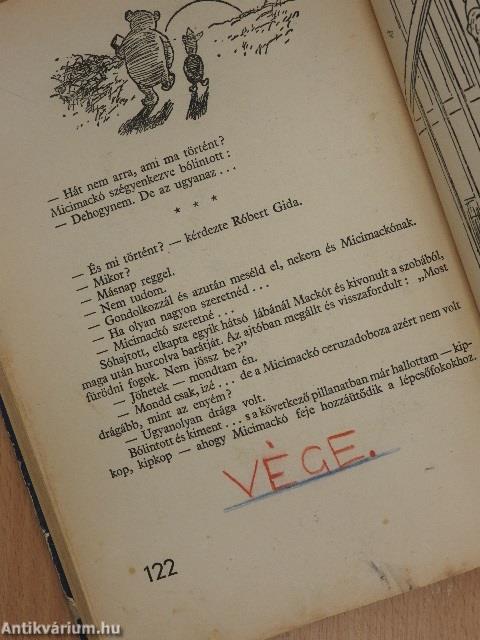 — Hát nem arra, ami ma történt?
Micimackó szégyenkezve bólintott :
— Dehogynem. De az ugyanaz . . .
* * *
— És mi történt? — kérdezte Róbert Gida.
— Mikor?
— Másnap reggel.
— Nem tudom.
— Gondolkozzál és azután meséld el, nekem és Micimackónak.
— Ha olyan nagyon szeretnéd . . .
— Micimackó szeretné . . .
Sóhajtott, elkapta egyik hátsó lábánál Mackót és kivonult a szobából,
maga után hurcolva barátját. Az ajtóban megállt és visszafordult : „Most
fürödni fogok. Nem jössz be?”
— Jöhetek — mondtam én.
— Mondd csak, izé . . . de a Micimackó ceruzadoboza azért nem volt
drágább, mint az enyém?
— Ugyanolyan drága volt.
Bólintott és kiment . . . s a következő pillanatban már hallottam — kip-
kop, kipkop — ahogy Micimackó feje hozzáütődik a lépcsőfokokhoz.
VÈGE.
122
Antikvárium.hu